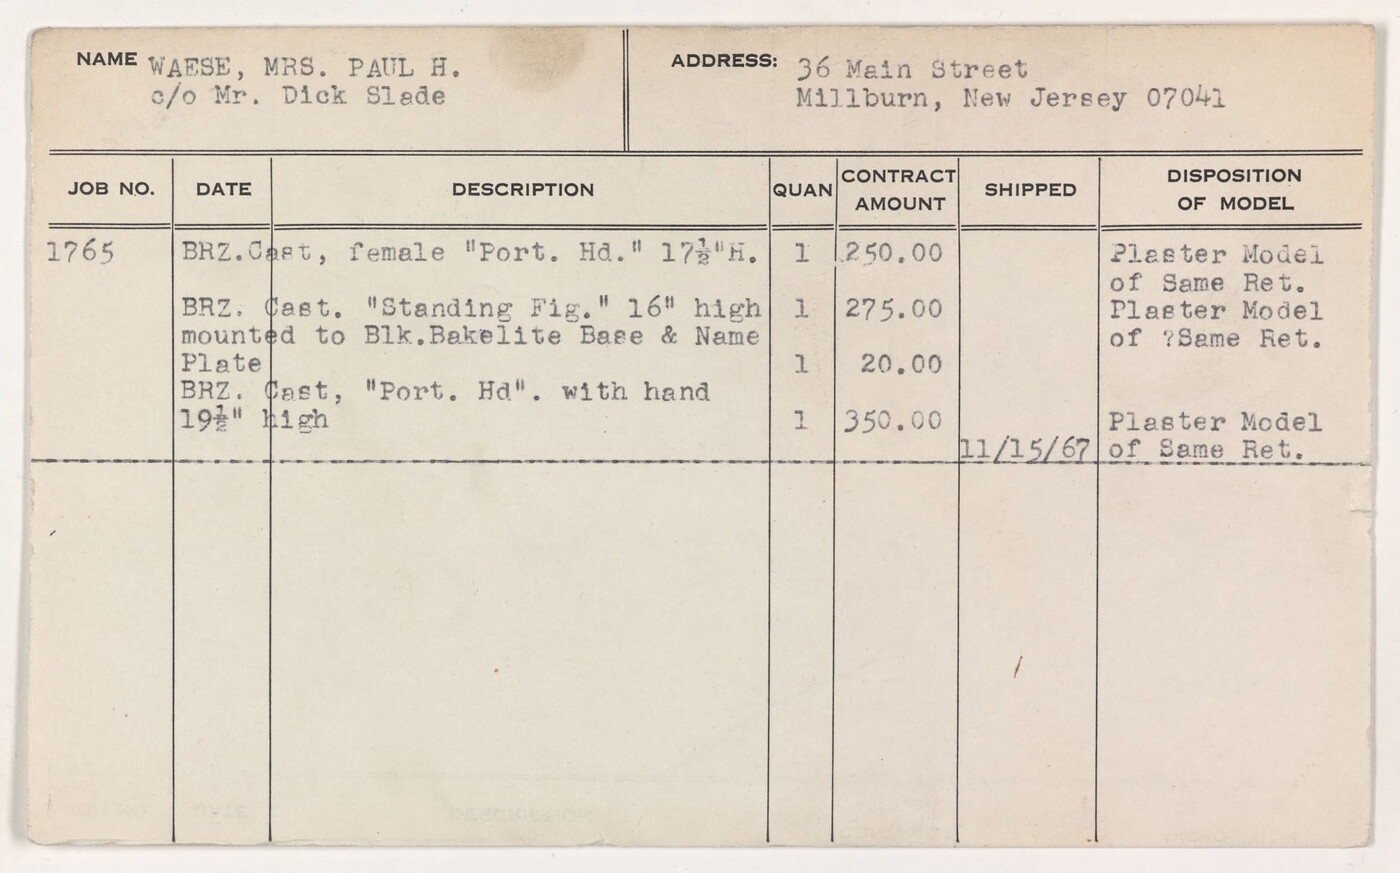 NAME WAESE, MRS. PAUL H.
c/o Mr. Dick Slade
ADDRESS: 36 Main Street
Millburn, New Jersey 07041
JOB NO. DATE DESCRIPTION QUAN CONTRACT AMOUNT SHIPPED DISPOSITION OF MODEL
1765 BRZ.Cast, female "Port. Hd." 17½"H. 1 250.00 Plaster Model
of Same Ret.
BRZ. Cast. "Standing Fig." 16" high 1 275.00 Plaster Model
mounted to Blk.Bakelite Base & Name of ?Same Ret.
Plate 1 20.00
BRZ. Cast, "Port. Hd". with hand
19½" high 1 350.00 Plaster Model
11/15/67 of Same Ret.